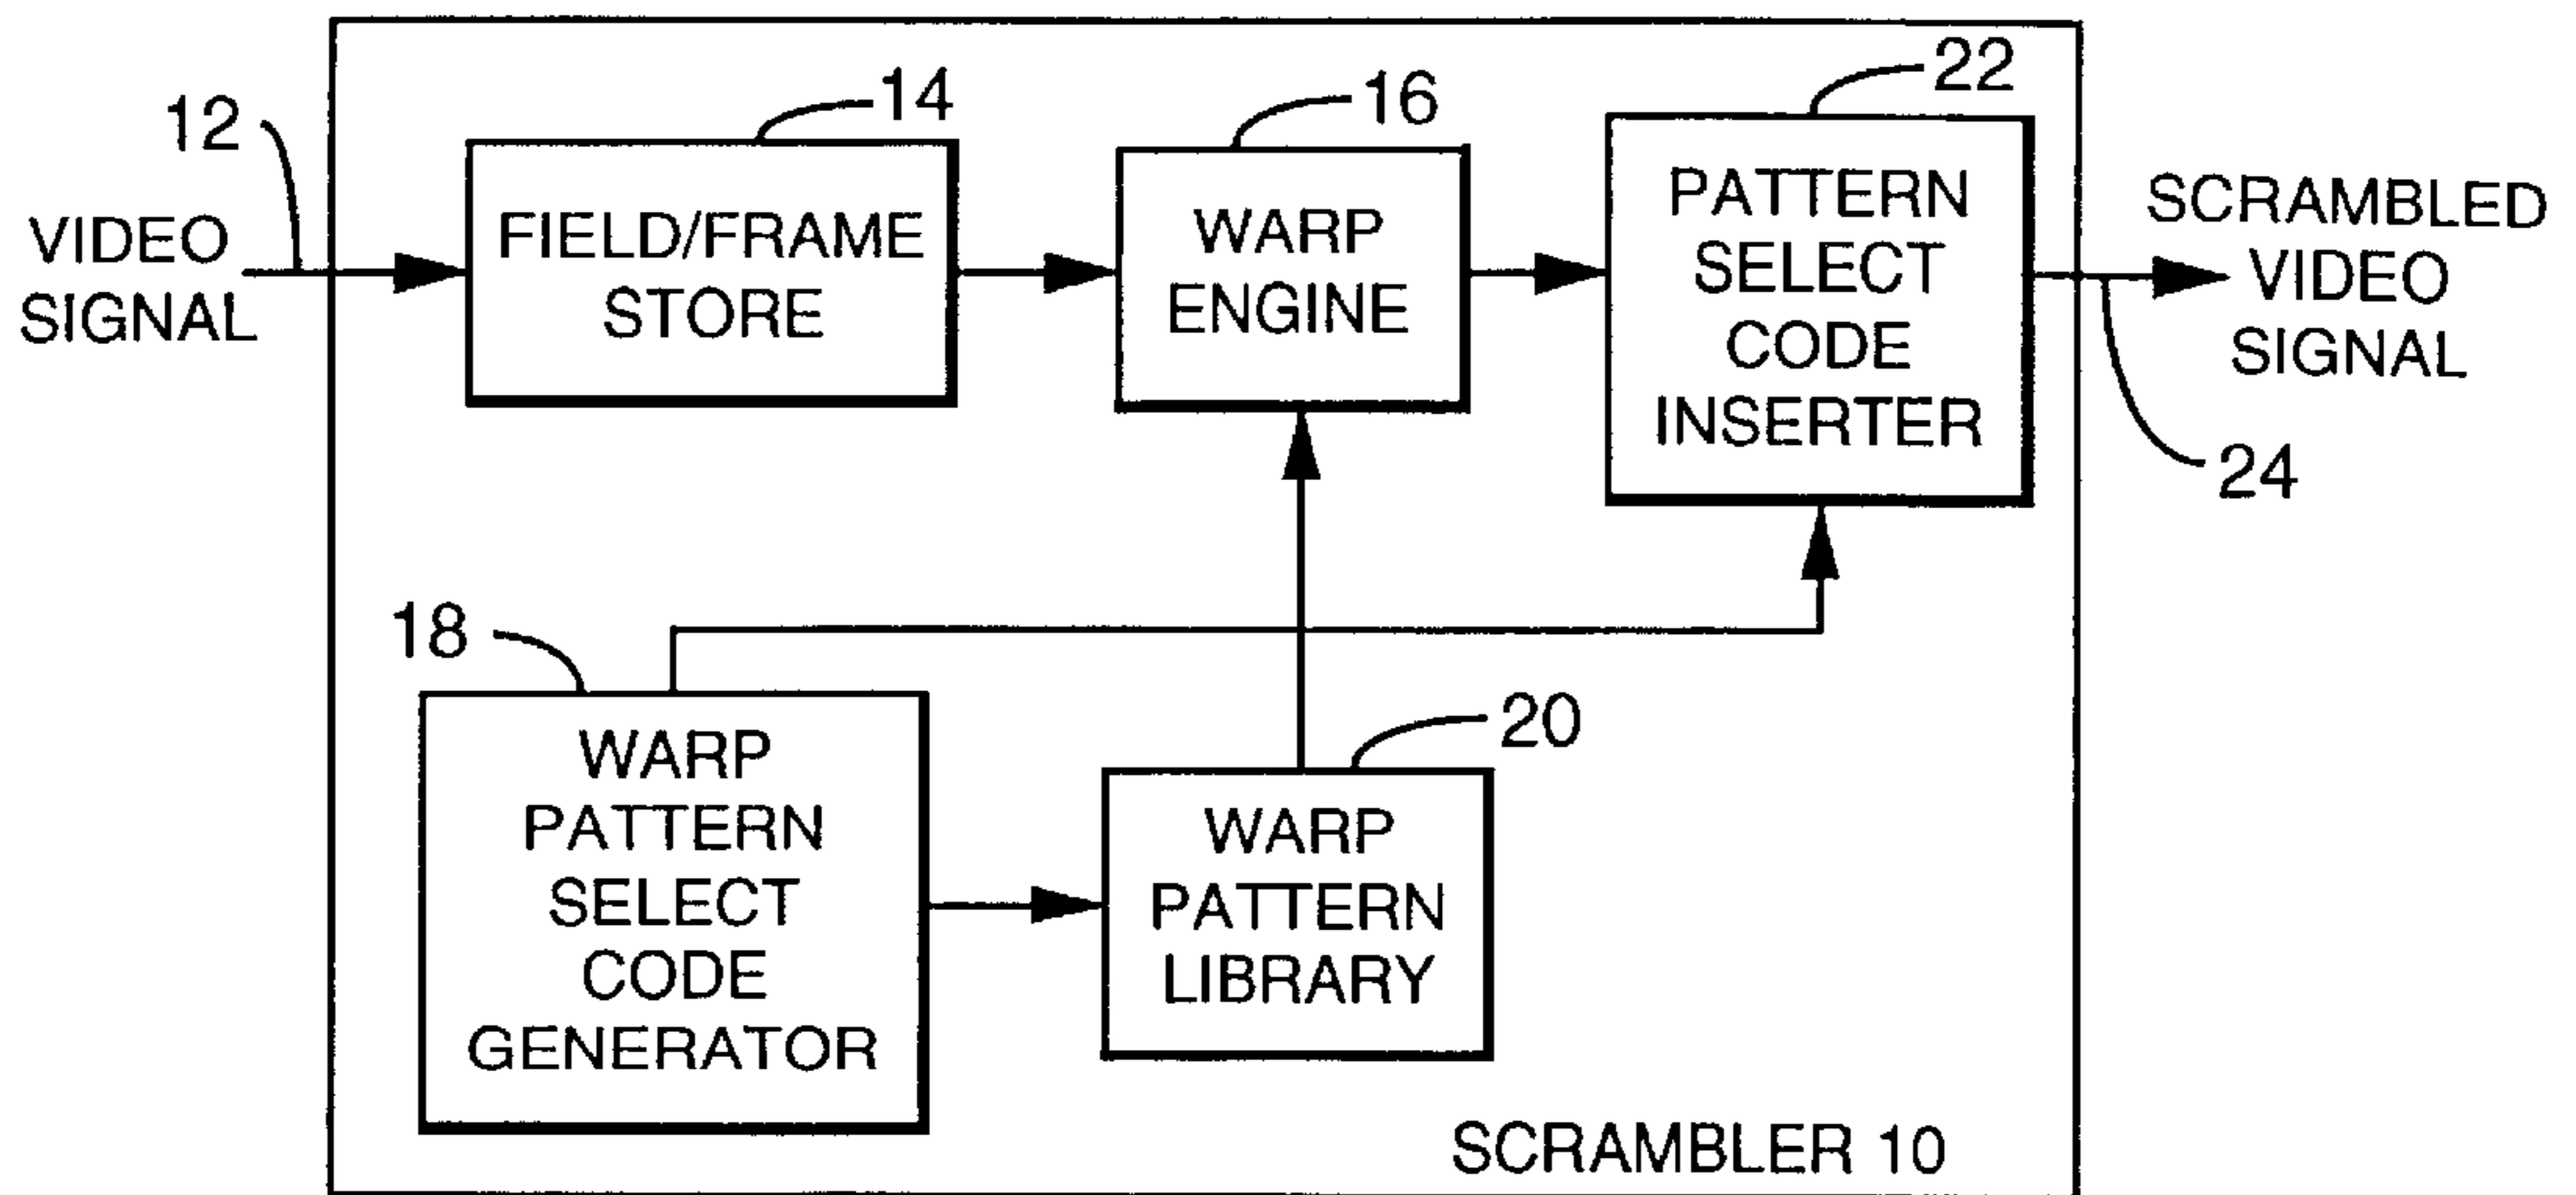 12
VIDEO
SIGNAL
14
FIELD/FRAME
STORE
16
WARP
ENGINE
22
PATTERN
SELECT
CODE
INSERTER
SCRAMBLED
VIDEO
SIGNAL
24
18
WARP
PATTERN
SELECT
CODE
GENERATOR
20
WARP
PATTERN
LIBRARY
SCRAMBLER 10